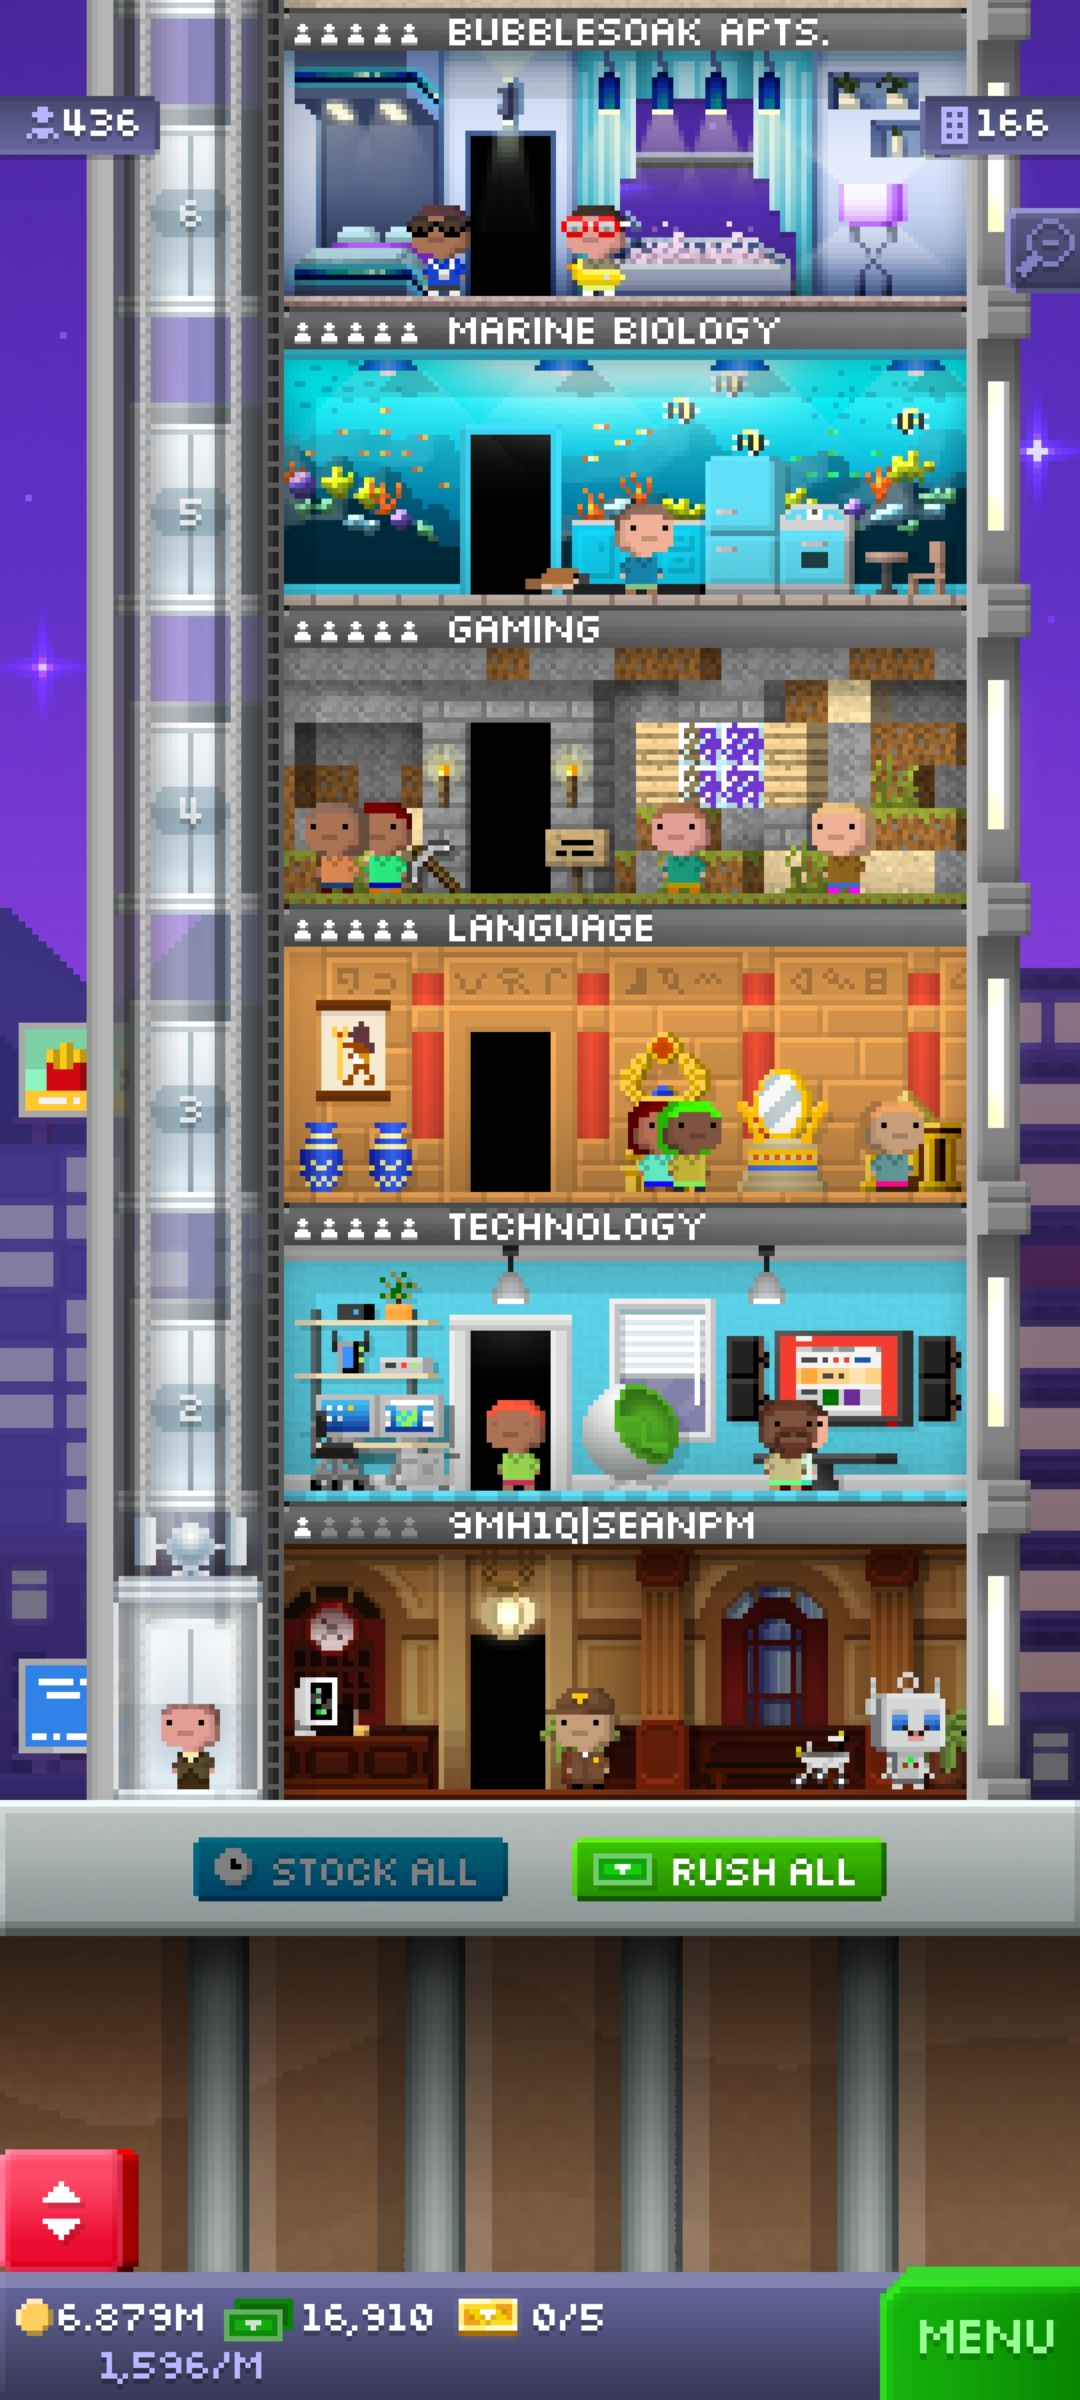 BUBBLESOAK APTS.
436
166
6
MARINE BIOLOGY
5
GAMING
4
LANGUAGE
3
TECHNOLOGY
2
9MH1Q|SEANPM
STOCK ALL
RUSH ALL
6.879M 16,910 0/5
1,596/M
MENU